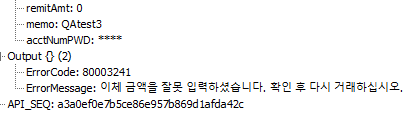 remitAmt: 0
memo: QAtest3
acctNumPWD: ****
Output {} (2)
ErrorCode: 80003241
ErrorMessage: 이체 금액을 잘못 입력하셨습니다. 확인 후 다시 거래하십시오.
API_SEQ: a3a0ef0e7b5ce86e957b869d1afda42c